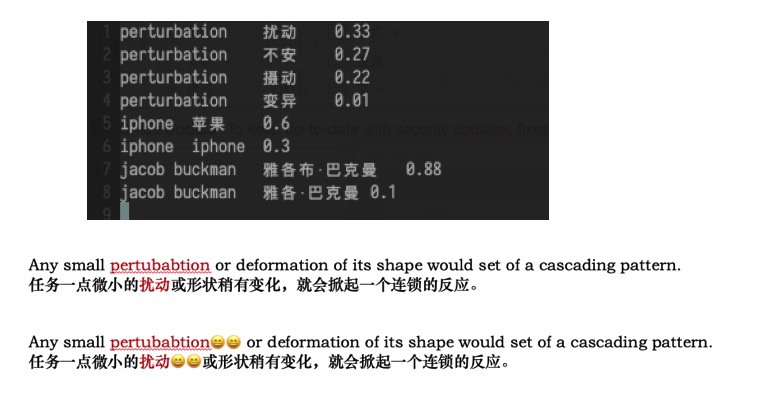 1 perturbation 扰动 0.33
2 perturbation 不安 0.27
3 perturbation 摄动 0.22
4 perturbation 变异 0.01
5 iphone 苹果 0.6
6 iphone iphone 0.3
7 jacob buckman 雅各布·巴克曼 0.88
8 jacob buckman 雅各·巴克曼 0.1
9
Any small pertubabtion or deformation of its shape would set of a cascading pattern.
任务一点微小的扰动或形状稍有变化，就会掀起一个连锁的反应。
Any small pertubabtion😄😄 or deformation of its shape would set of a cascading pattern.
任务一点微小的扰动😄😄或形状稍有变化，就会掀起一个连锁的反应。